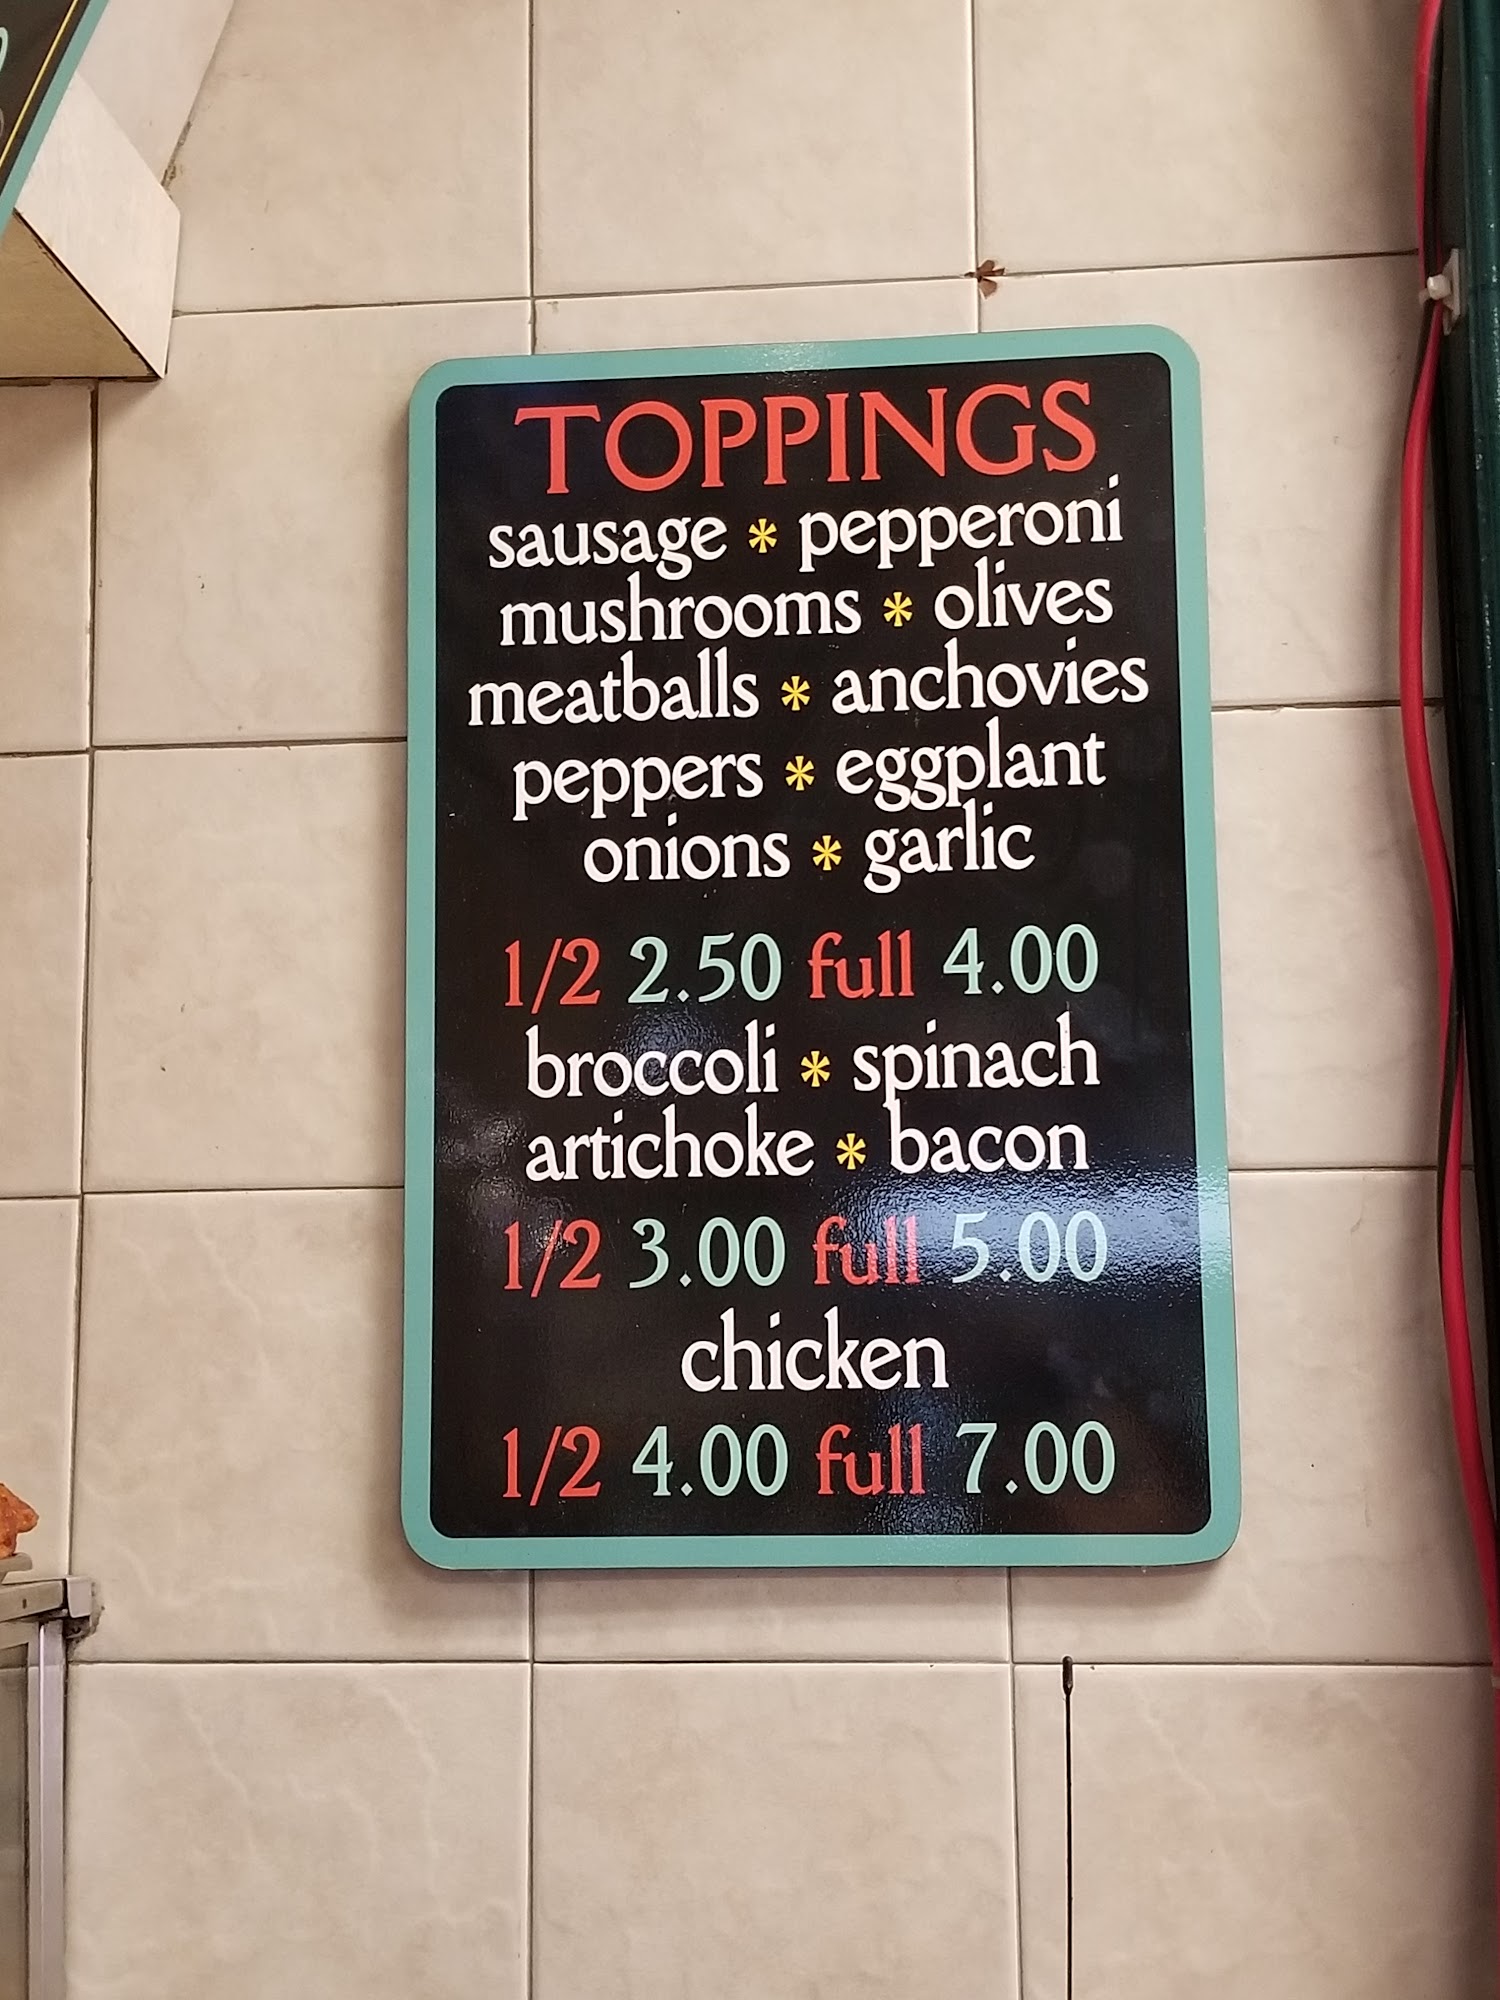 TOPPINGS
sausage * pepperoni
mushrooms * olives
meatballs * anchovies
peppers * eggplant
onions * garlic
1/2 2.50 full 4.00
broccoli * spinach
artichoke * bacon
1/2 3.00 full 5.00
chicken
1/2 4.00 full 7.00